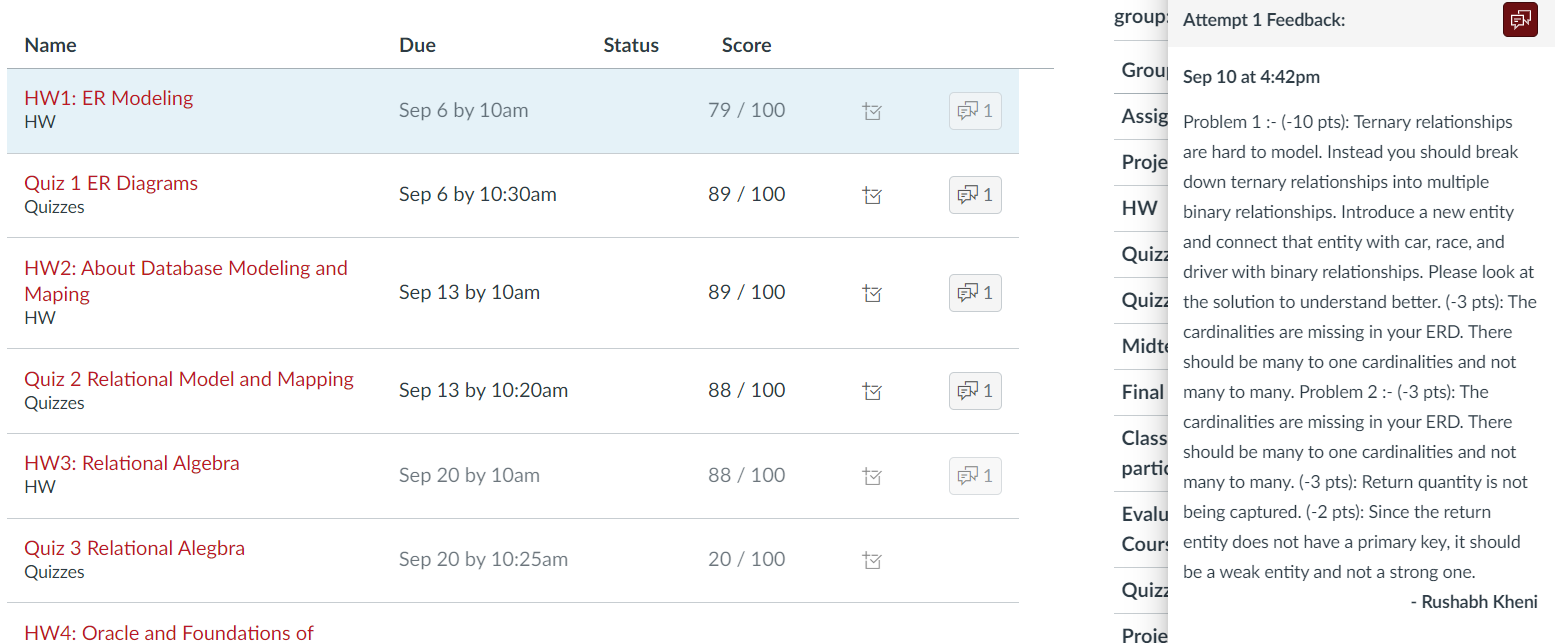 Name Due Status Score
HW1: ER Modeling
HW
Sep 6 by 10am
79 / 100
1
Quiz 1 ER Diagrams
Quizzes
Sep 6 by 10:30am
89 / 100
1
HW2: About Database Modeling and
Maping
HW
Sep 13 by 10am
89 / 100
1
Quiz 2 Relational Model and Mapping
Quizzes
Sep 13 by 10:20am
88 / 100
1
HW3: Relational Algebra
HW
Sep 20 by 10am
88 / 100
1
Quiz 3 Relational Alegbra
Quizzes
Sep 20 by 10:25am
20 / 100
HW4: Oracle and Foundations of
group:
Grou
Assig
Proje
HW
Quizz
Quizz
Midte
Final
Class
partic
Evalu
Cours
Quizz
Proje
Attempt 1 Feedback:
Sep 10 at 4:42pm
Problem 1 :- (-10 pts): Ternary relationships
are hard to model. Instead you should break
down ternary relationships into multiple
binary relationships. Introduce a new entity
and connect that entity with car, race, and
driver with binary relationships. Please look at
the solution to understand better. (-3 pts): The
cardinalities are missing in your ERD. There
should be many to one cardinalities and not
many to many. Problem 2 :- (-3 pts): The
cardinalities are missing in your ERD. There
should be many to one cardinalities and not
many to many. (-3 pts): Return quantity is not
being captured. (-2 pts): Since the return
entity does not have a primary key, it should
be a weak entity and not a strong one.
- Rushabh Kheni